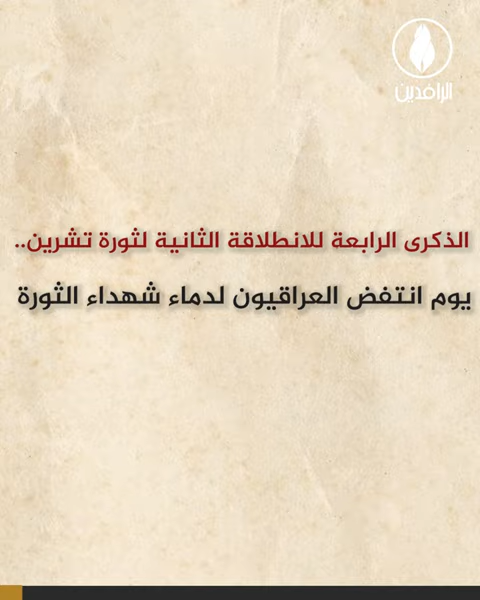 الرافدين
الذكرى الرابعة للانطلاقة الثانية لثورة تشرين..
يوم انتفض العراقيون لدماء شهداء الثورة